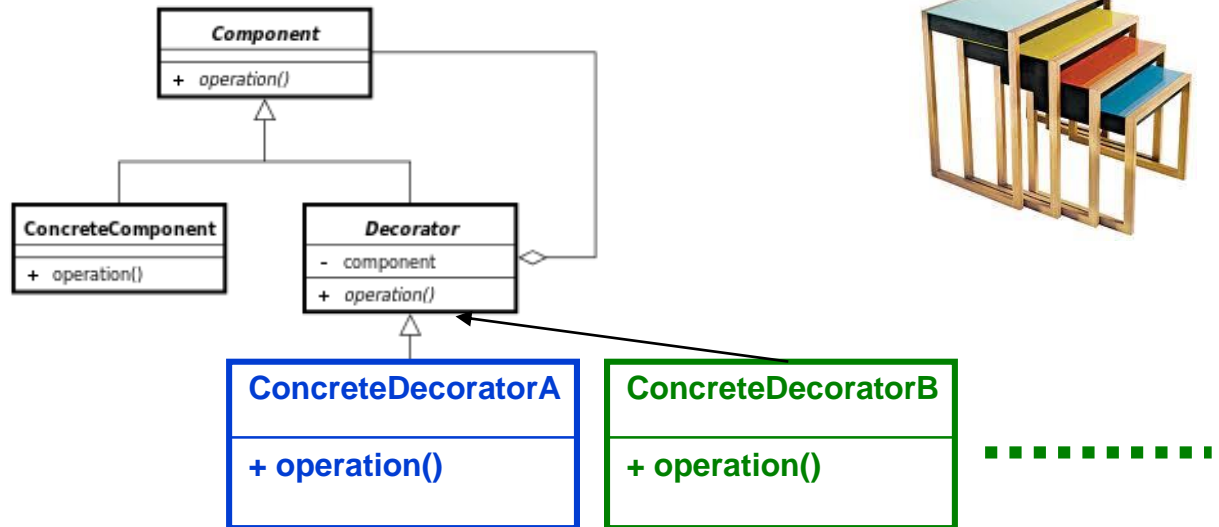 Component
+ operation()
ConcreteComponent
+ operation()
Decorator
- component
+ operation()
ConcreteDecoratorA
+ operation()
ConcreteDecoratorB
+ operation()